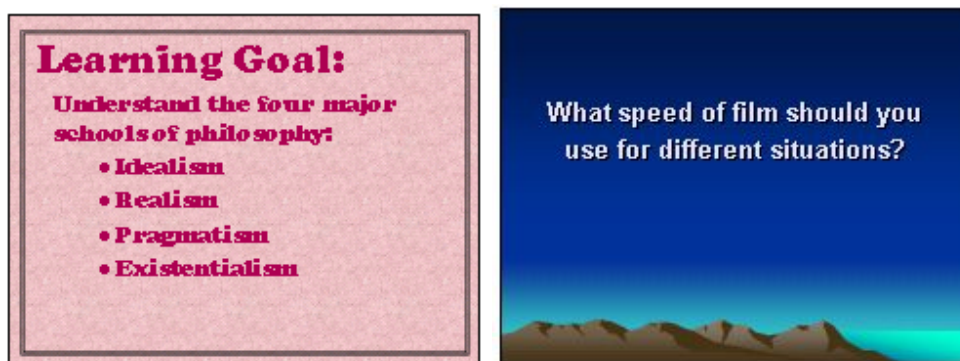 Learning Goal:
Understand the four major
schools of philosophy:
• Idealism
• Realism
• Pragmatism
• Existentialism
What speed of film should you
use for different situations?